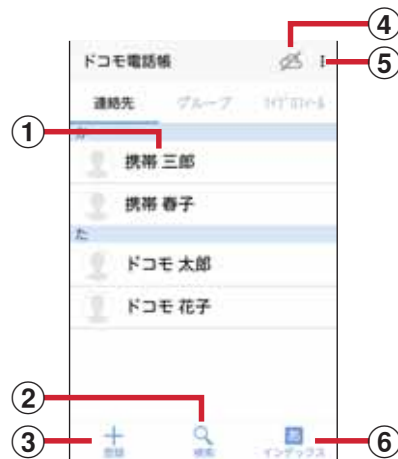 ④
ドコモ電話帳
⑤
連絡先 グループ マイプロフィール
①
か
携帯 三郎
携帯 春子
た
ドコモ 太郎
ドコモ 花子
②
③ 登録 検索 インデックス ⑥